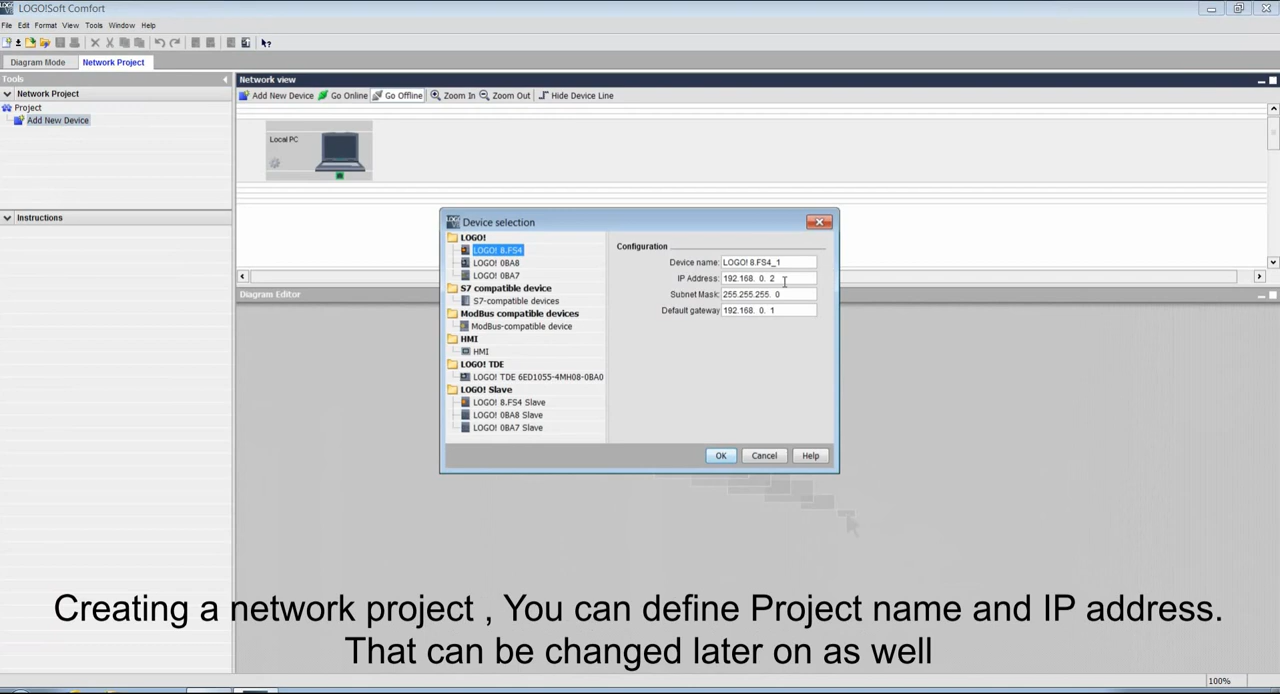 LOGO!Soft Comfort
File Edit Format View Tools Window Help
Diagram Mode Network Project
Tools
Network Project
Project
Add New Device
Instructions
Network view
Add New Device Go Online Go Offline Zoom In Zoom Out Hide Device Line
Local PC
Diagram Editor
Device selection
LOGO!
LOGO! 8.FS4
LOGO! 0BA8
LOGO! 0BA7
S7 compatible device
S7-compatible devices
ModBus compatible devices
ModBus-compatible device
HMI
HMI
LOGO! TDE
LOGO! TDE 6ED1055-4MH08-0BA0
LOGO! Slave
LOGO! 8.FS4 Slave
LOGO! 0BA8 Slave
LOGO! 0BA7 Slave
Configuration
Device name: LOGO! 8.FS4_1
IP Address: 192.168. 0. 2
Subnet Mask: 255.255.255. 0
Default gateway 192.168. 0. 1
OK Cancel Help
Creating a network project , You can define Project name and IP address.
That can be changed later on as well
100%